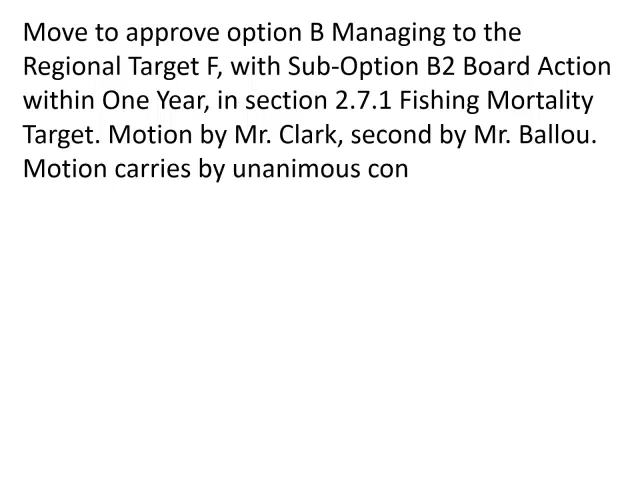 Move to approve option B Managing to the
Regional Target F, with Sub-Option B2 Board Action
within One Year, in section 2.7.1 Fishing Mortality
Target. Motion by Mr. Clark, second by Mr. Ballou.
Motion carries by unanimous con